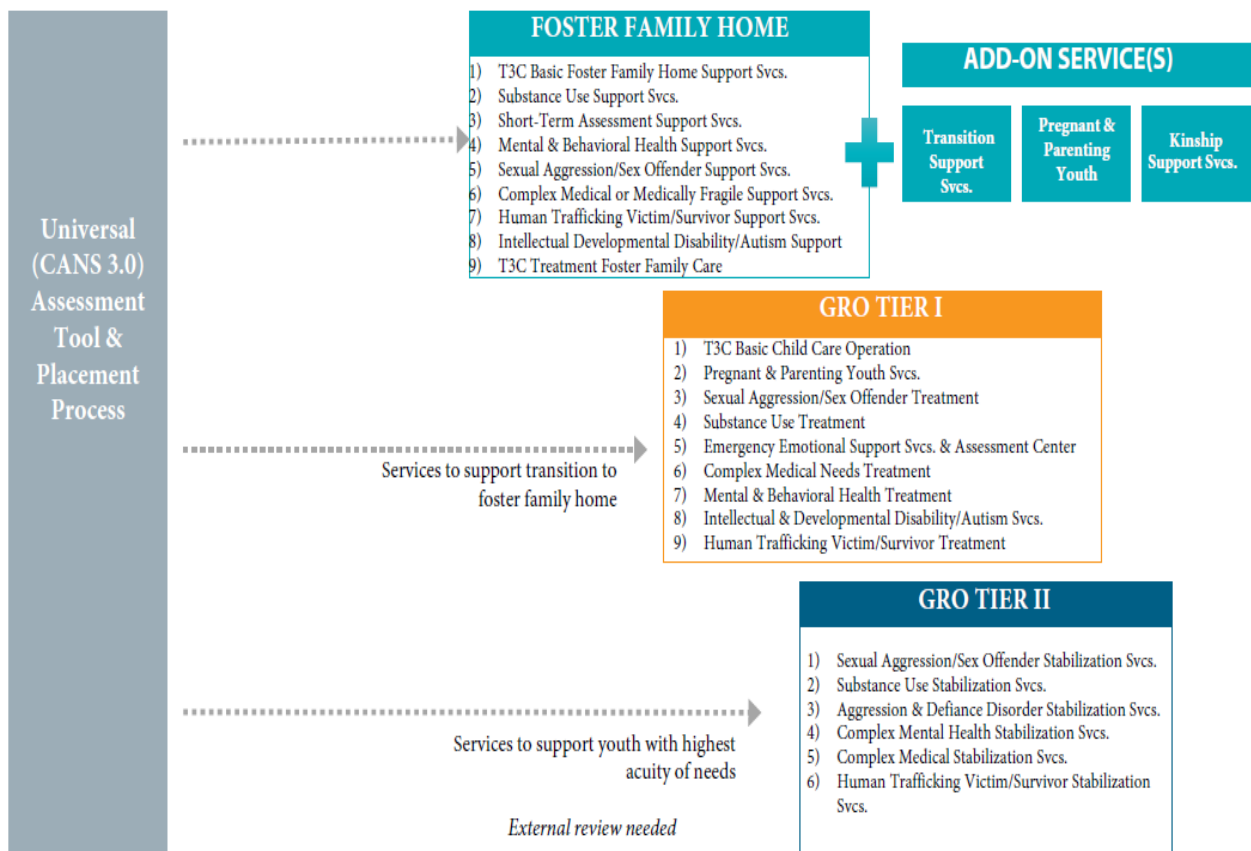 Universal
(CANS 3.0)
Assessment
Tool &
Placement
Process
FOSTER FAMILY HOME
1) T3C Basic Foster Family Home Support Svcs.
2) Substance Use Support Svcs.
3) Short-Term Assessment Support Svcs.
4) Mental & Behavioral Health Support Svcs.
5) Sexual Aggression/Sex Offender Support Svcs.
6) Complex Medical or Medically Fragile Support Svcs.
7) Human Trafficking Victim/Survivor Support Svcs.
8) Intellectual Developmental Disability/Autism Support
9) T3C Treatment Foster Family Care
ADD-ON SERVICE(S)
Transition
Support
Svcs.
Pregnant &
Parenting
Youth
Kinship
Support Svcs.
Services to support transition to
foster family home
GRO TIER I
1) T3C Basic Child Care Operation
2) Pregnant & Parenting Youth Svcs.
3) Sexual Aggression/Sex Offender Treatment
4) Substance Use Treatment
5) Emergency Emotional Support Svcs. & Assessment Center
6) Complex Medical Needs Treatment
7) Mental & Behavioral Health Treatment
8) Intellectual & Developmental Disability/Autism Svcs.
9) Human Trafficking Victim/Survivor Treatment
Services to support youth with highest
acuity of needs
External review needed
GRO TIER II
1) Sexual Aggression/Sex Offender Stabilization Svcs.
2) Substance Use Stabilization Svcs.
3) Aggression & Defiance Disorder Stabilization Svcs.
4) Complex Mental Health Stabilization Svcs.
5) Complex Medical Stabilization Svcs.
6) Human Trafficking Victim/Survivor Stabilization
Svcs.